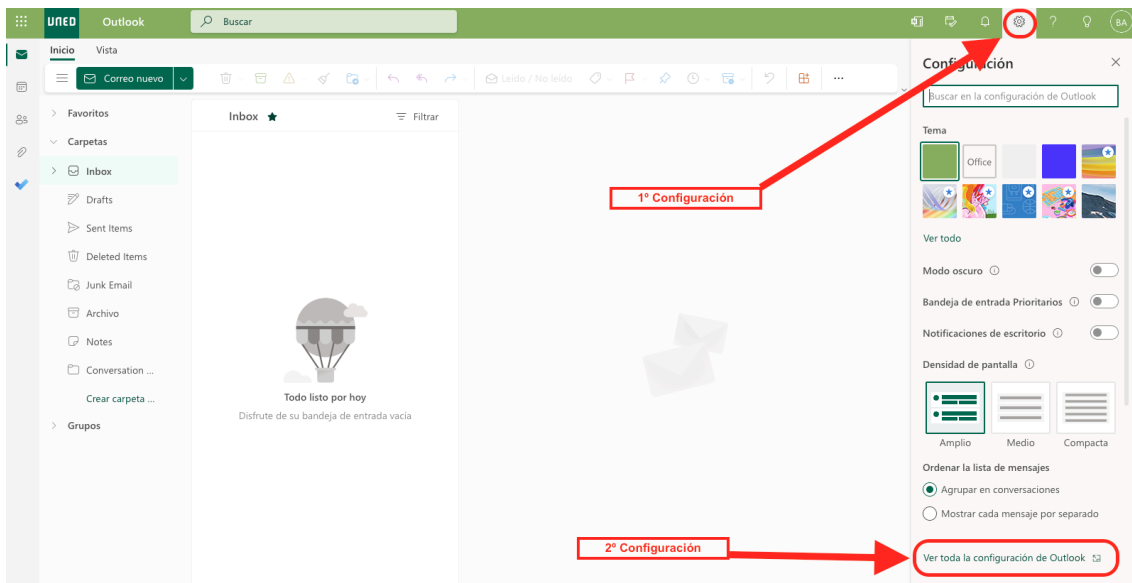 UNED Outlook Buscar BA
Inicio Vista
Correo nuevo Leído / No leído
Favoritos
Carpetas
Inbox
Drafts
Sent Items
Deleted Items
Junk Email
Archivo
Notes
Conversation ...
Crear carpeta ...
Grupos
Inbox Filtrar
Todo listo por hoy
Disfrute de su bandeja de entrada vacía
1º Configuración
2º Configuración
Configuración
Buscar en la configuración de Outlook
Tema
Office
Ver todo
Modo oscuro
Bandeja de entrada Prioritarios
Notificaciones de escritorio
Densidad de pantalla
Amplio Medio Compacta
Ordenar la lista de mensajes
Agrupar en conversaciones
Mostrar cada mensaje por separado
Ver toda la configuración de Outlook